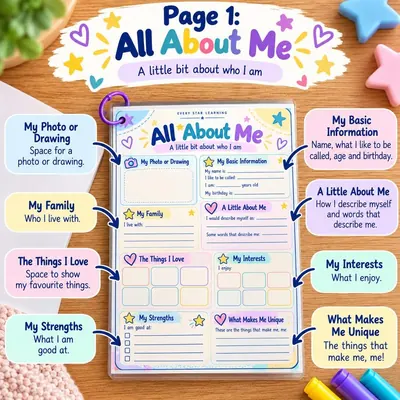 Page 1:
All About Me
A little bit about who I am
My Photo or
Drawing
Space for a
photo or drawing.
My Family
Who I live with.
The Things I Love
Space to show
my favourite things.
My Strengths
What I am
good at.
EVERY STAR LEARNING
All About Me
A little bit about who I am
My Photo or Drawing
My Basic Information
My name is
I like to be called
I am years old
My birthday is
My Family
I live with:
A Little About Me
I would describe myself as:
Some words that describe me:
The Things I Love
My Interests
I enjoy
My Strengths
I am good at:
What Makes Me Unique
These are the things that make me, me
My Basic
Information
Name, what I like to be
called, age and birthday.
A Little About Me
How I describe
myself and words
that describe me.
My Interests
What I enjoy.
What Makes
Me Unique
The things that
make me, me!